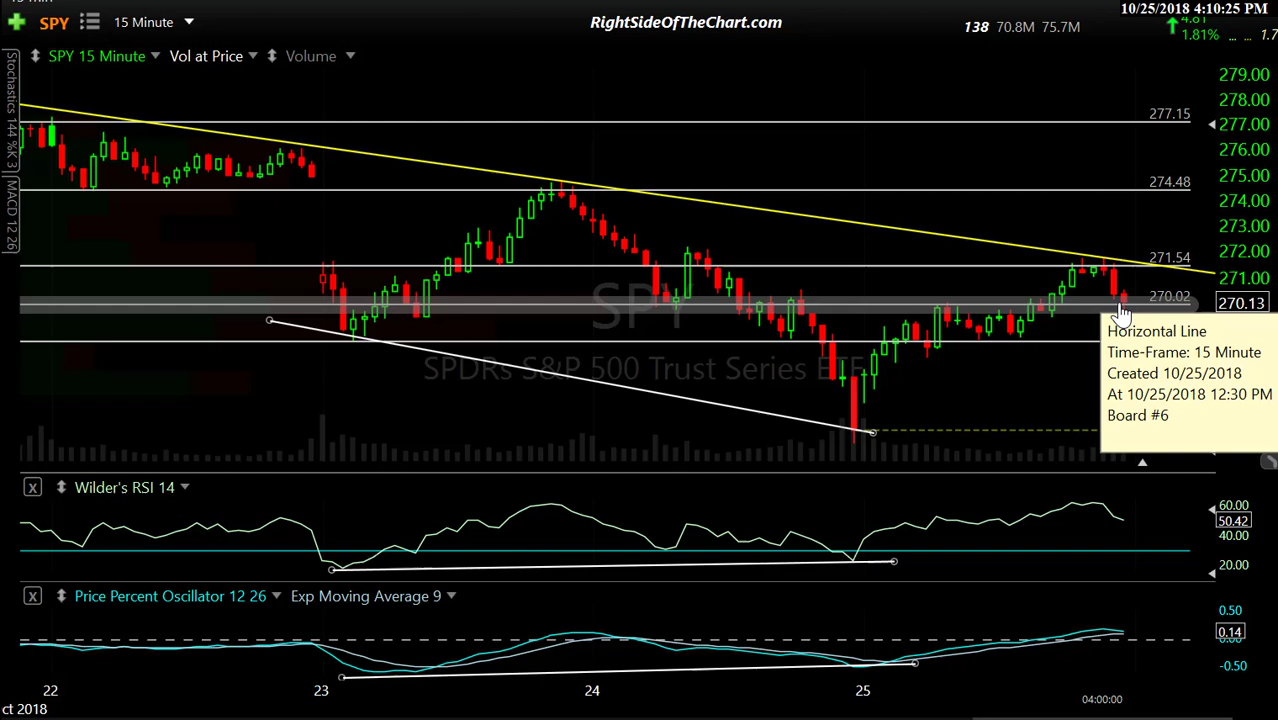 10/25/2018 4:10:25 PM
SPY 15 Minute
RightSideOfTheChart.com
138 70.8M 75.7M
1.81%
SPY 15 Minute Vol at Price Volume
Stochastics 144 %K 3
MACD 12 26
279.00
278.00
277.00
276.00
275.00
274.00
273.00
272.00
271.00
270.13
277.15
274.48
271.54
270.02
SPY
SPDRs S&P 500 Trust Series ETF
Horizontal Line
Time-Frame: 15 Minute
Created 10/25/2018
At 10/25/2018 12:30 PM
Board #6
X Wilder's RSI 14
60.00
50.42
40.00
20.00
X Price Percent Oscillator 12 26 Exp Moving Average 9
0.50
0.14
-0.50
22 23 24 25 04:00:00
ct 2018